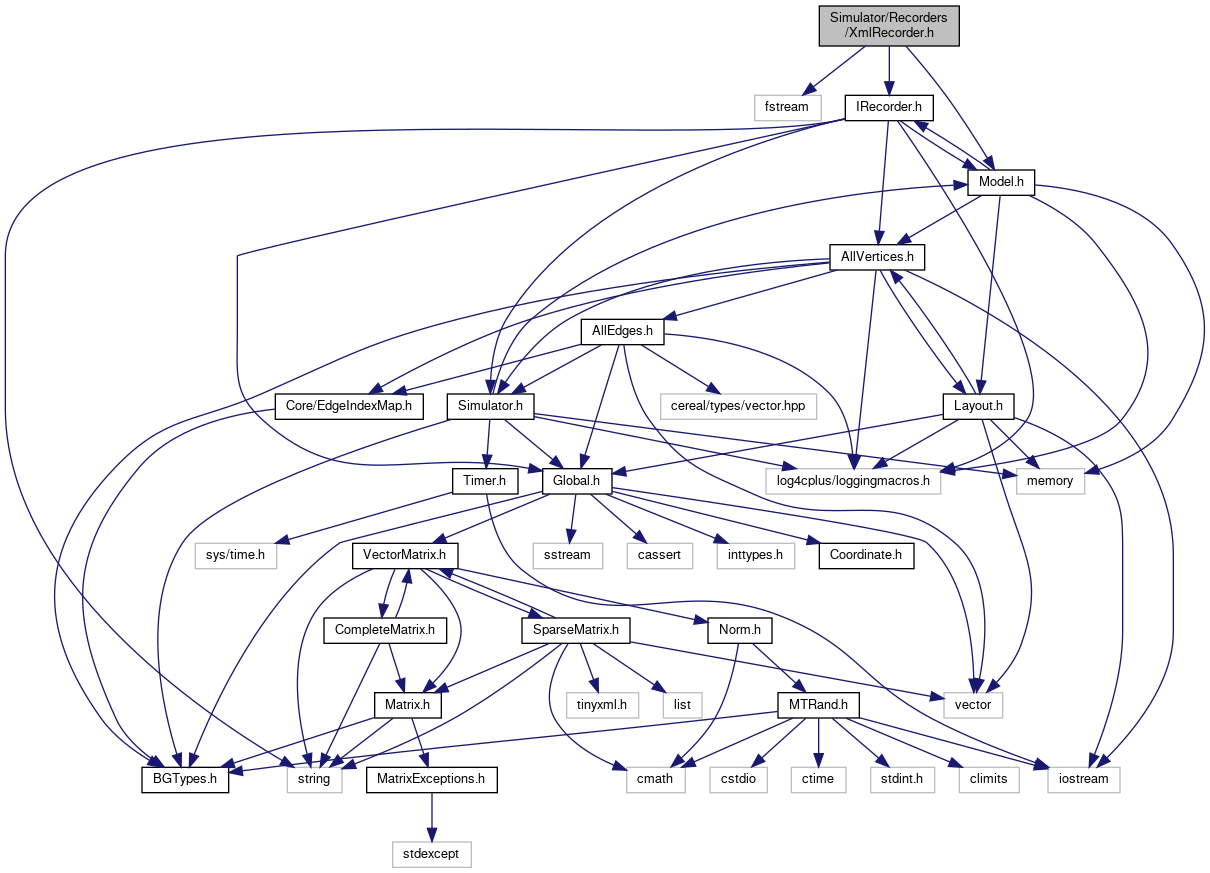 Simulator/Recorders
/XmlRecorder.h
fstream
IRecorder.h
Model.h
AllVertices.h
AllEdges.h
Core/EdgeIndexMap.h
Simulator.h
cereal/types/vector.hpp
Layout.h
Timer.h
Global.h
log4cplus/loggingmacros.h
memory
sys/time.h
VectorMatrix.h
sstream
cassert
inttypes.h
Coordinate.h
CompleteMatrix.h
SparseMatrix.h
Norm.h
Matrix.h
tinyxml.h
list
MTRand.h
vector
BGTypes.h
string
MatrixExceptions.h
cmath
cstdio
ctime
stdint.h
climits
iostream
stdexcept